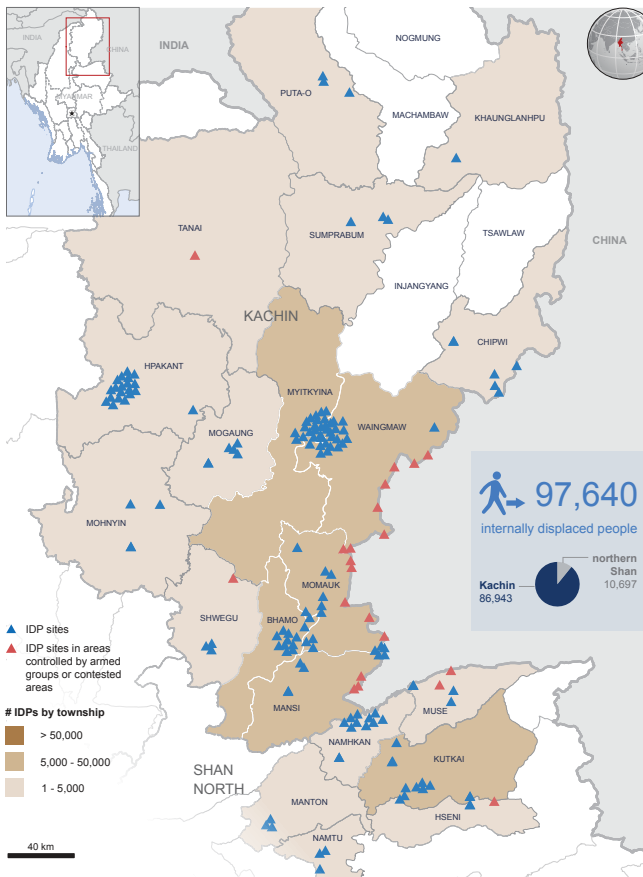 INDIA
CHINA
MYANMAR
THAILAND
INDIA
NOGMUNG
PUTA-O
MACHAMBAW
KHAUNGLANHPU
TANAI
SUMPRABUM
TSAWLAW
CHINA
INJANGYANG
KACHIN
CHIPWI
HPAKANT
MYITKYINA
WAINGMAW
MOGAUNG
97,640
internally displaced people
MOHNYIN
northern
Shan
10,697
Kachin
86,943
MOMAUK
SHWEGU
BHAMO
IDP sites
IDP sites in areas
controlled by armed
groups or contested
areas
# IDPs by township
> 50,000
5,000 - 50,000
1 - 5,000
MANSI
MUSE
NAMHKAN
KUTKAI
SHAN
NORTH
MANTON
HSENI
NAMTU
40 km